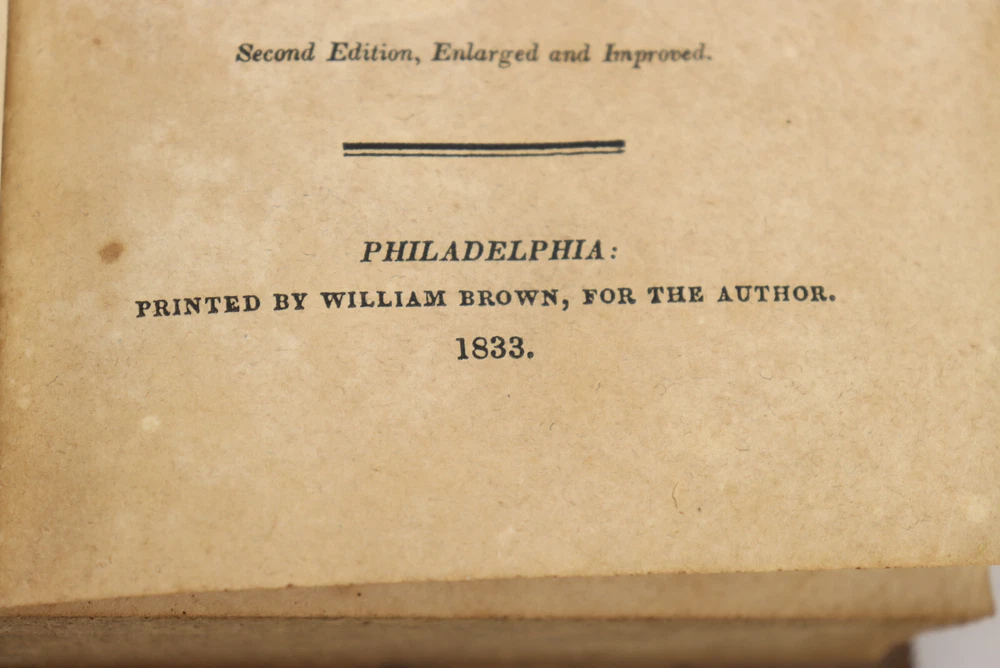 Second Edition, Enlarged and Improved.
PHILADELPHIA:
PRINTED BY WILLIAM BROWN, FOR THE AUTHOR.
1833.